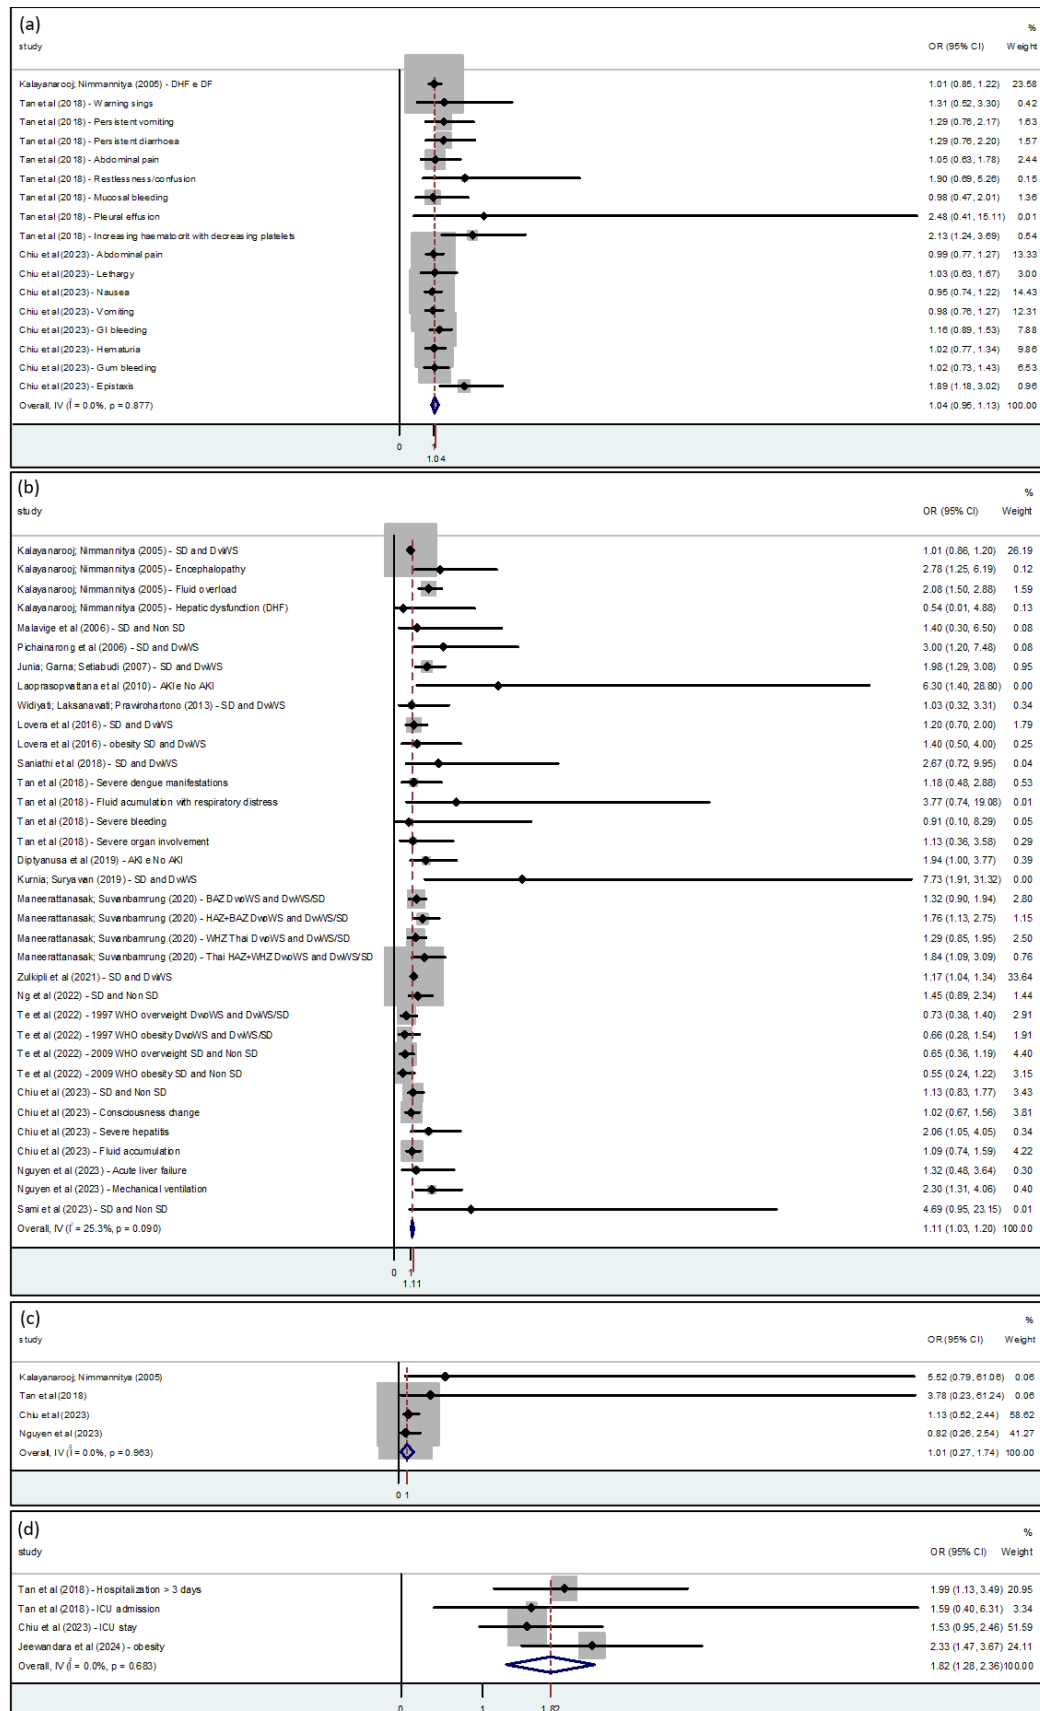 (a)
%
study OR (95% CI) Weight
Kalayanarooj; Nimmannitya (2005) - DHF e DF 1.01 (0.85, 1.22) 23.58
Tan et al (2018) - Warning sings 1.31 (0.52, 3.30) 0.42
Tan et al (2018) - Persistent vomiting 1.29 (0.76, 2.17) 1.63
Tan et al (2018) - Persistent diarrhoea 1.29 (0.76, 2.20) 1.57
Tan et al (2018) - Abdominal pain 1.05 (0.63, 1.78) 2.44
Tan et al (2018) - Restlessness/confusion 1.90 (0.69, 5.26) 0.15
Tan et al (2018) - Mucosal bleeding 0.98 (0.47, 2.01) 1.36
Tan et al (2018) - Pleural effusion 2.48 (0.41, 15.11) 0.01
Tan et al (2018) - Increasing haematocrit with decreasing platelets 2.13 (1.24, 3.69) 0.54
Chiu et al (2023) - Abdominal pain 0.99 (0.77, 1.27) 13.33
Chiu et al (2023) - Lethargy 1.03 (0.63, 1.67) 3.00
Chiu et al (2023) - Nausea 0.95 (0.74, 1.22) 14.43
Chiu et al (2023) - Vomiting 0.98 (0.76, 1.27) 12.31
Chiu et al (2023) - GI bleeding 1.16 (0.89, 1.53) 7.88
Chiu et al (2023) - Hematuria 1.02 (0.77, 1.34) 9.86
Chiu et al (2023) - Gum bleeding 1.02 (0.73, 1.43) 6.53
Chiu et al (2023) - Epistaxis 1.89 (1.18, 3.02) 0.96
Overall, IV (I² = 0.0%, p = 0.877) 1.04 (0.95, 1.13) 100.00
0 1
1.04
(b)
%
study OR (95% CI) Weight
Kalayanarooj; Nimmannitya (2005) - SD and DwWS 1.01 (0.86, 1.20) 26.19
Kalayanarooj; Nimmannitya (2005) - Encephalopathy 2.78 (1.25, 6.19) 0.12
Kalayanarooj; Nimmannitya (2005) - Fluid overload 2.08 (1.50, 2.88) 1.59
Kalayanarooj; Nimmannitya (2005) - Hepatic dysfunction (DHF) 0.54 (0.01, 4.88) 0.13
Malavige et al (2006) - SD and Non SD 1.40 (0.30, 6.50) 0.08
Pichainarong et al (2006) - SD and DwWS 3.00 (1.20, 7.48) 0.08
Junia; Garna; Setiabudi (2007) - SD and DwWS 1.98 (1.29, 3.08) 0.95
Laoprasopwattana et al (2010) - AKI e No AKI 6.30 (1.40, 28.80) 0.00
Widiyati; Laksanawati; Prawirohartono (2013) - SD and DwWS 1.03 (0.32, 3.31) 0.34
Lovera et al (2016) - SD and DwWS 1.20 (0.70, 2.00) 1.79
Lovera et al (2016) - obesity SD and DwWS 1.40 (0.50, 4.00) 0.25
Saniathi et al (2018) - SD and DwWS 2.67 (0.72, 9.95) 0.04
Tan et al (2018) - Severe dengue manifestations 1.18 (0.48, 2.88) 0.53
Tan et al (2018) - Fluid acumulation with respiratory distress 3.77 (0.74, 19.08) 0.01
Tan et al (2018) - Severe bleeding 0.91 (0.10, 8.29) 0.05
Tan et al (2018) - Severe organ involvement 1.13 (0.36, 3.58) 0.29
Diptyanusa et al (2019) - AKI e No AKI 1.94 (1.00, 3.77) 0.39
Kurnia; Suryawan (2019) - SD and DwWS 7.73 (1.91, 31.32) 0.00
Maneerattanasak; Suwanbamrung (2020) - BAZ DwoWS and DwWS/SD 1.32 (0.90, 1.94) 2.80
Maneerattanasak; Suwanbamrung (2020) - HAZ+BAZ DwoWS and DwWS/SD 1.76 (1.13, 2.75) 1.15
Maneerattanasak; Suwanbamrung (2020) - WHZ Thai DwoWS and DwWS/SD 1.29 (0.85, 1.95) 2.50
Maneerattanasak; Suwanbamrung (2020) - Thai HAZ+WHZ DwoWS and DwWS/SD 1.84 (1.09, 3.09) 0.76
Zulkipli et al (2021) - SD and DwWS 1.17 (1.04, 1.34) 33.64
Ng et al (2022) - SD and Non SD 1.45 (0.89, 2.34) 1.44
Te et al (2022) - 1997 WHO overweight DwoWS and DwWS/SD 0.73 (0.38, 1.40) 2.91
Te et al (2022) - 1997 WHO obesity DwoWS and DwWS/SD 0.66 (0.28, 1.54) 1.91
Te et al (2022) - 2009 WHO overweight SD and Non SD 0.65 (0.36, 1.19) 4.40
Te et al (2022) - 2009 WHO obesity SD and Non SD 0.55 (0.24, 1.22) 3.15
Chiu et al (2023) - SD and Non SD 1.13 (0.83, 1.77) 3.43
Chiu et al (2023) - Consciousness change 1.02 (0.67, 1.56) 3.81
Chiu et al (2023) - Severe hepatitis 2.06 (1.05, 4.05) 0.34
Chiu et al (2023) - Fluid accumulation 1.09 (0.74, 1.59) 4.22
Nguyen et al (2023) - Acute liver failure 1.32 (0.48, 3.64) 0.30
Nguyen et al (2023) - Mechanical ventilation 2.30 (1.31, 4.06) 0.40
Sami et al (2023) - SD and Non SD 4.69 (0.95, 23.15) 0.01
Overall, IV (I² = 25.3%, p = 0.090) 1.11 (1.03, 1.20) 100.00
0 1
1.11
(c)
%
study OR (95% CI) Weight
Kalayanarooj; Nimmannitya (2005) 5.52 (0.79, 61.06) 0.06
Tan et al (2018) 3.78 (0.23, 61.24) 0.06
Chiu et al (2023) 1.13 (0.52, 2.44) 58.62
Nguyen et al (2023) 0.82 (0.26, 2.54) 41.27
Overall, IV (I² = 0.0%, p = 0.963) 1.01 (0.27, 1.74) 100.00
0 1
(d)
%
study OR (95% CI) Weight
Tan et al (2018) - Hospitalization > 3 days 1.99 (1.13, 3.49) 20.95
Tan et al (2018) - ICU admission 1.59 (0.40, 6.31) 3.34
Chiu et al (2023) - ICU stay 1.53 (0.95, 2.46) 51.59
Jeewandara et al (2024) - obesity 2.33 (1.47, 3.67) 24.11
Overall, IV (I² = 0.0%, p = 0.683) 1.82 (1.28, 2.36) 100.00
0 1 1.82